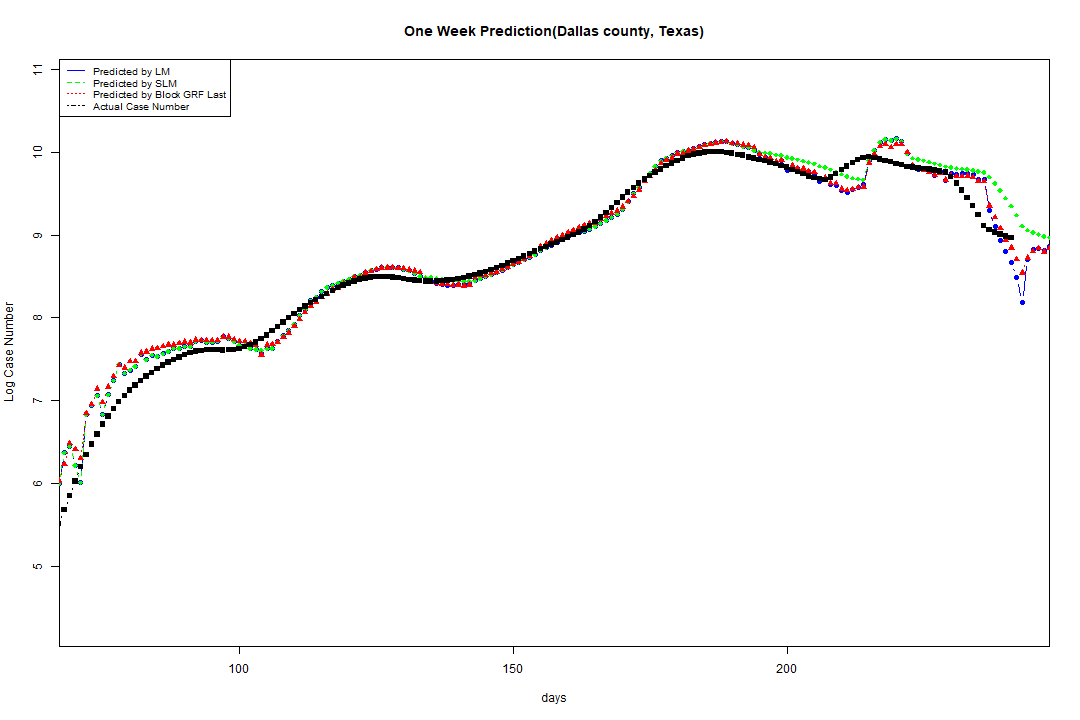 One Week Prediction(Dallas county, Texas)
11
Predicted by LM
Predicted by SLM
Predicted by Block GRF Last
Actual Case Number
10
9
8
7
6
5
Log Case Number
100
150
200
days